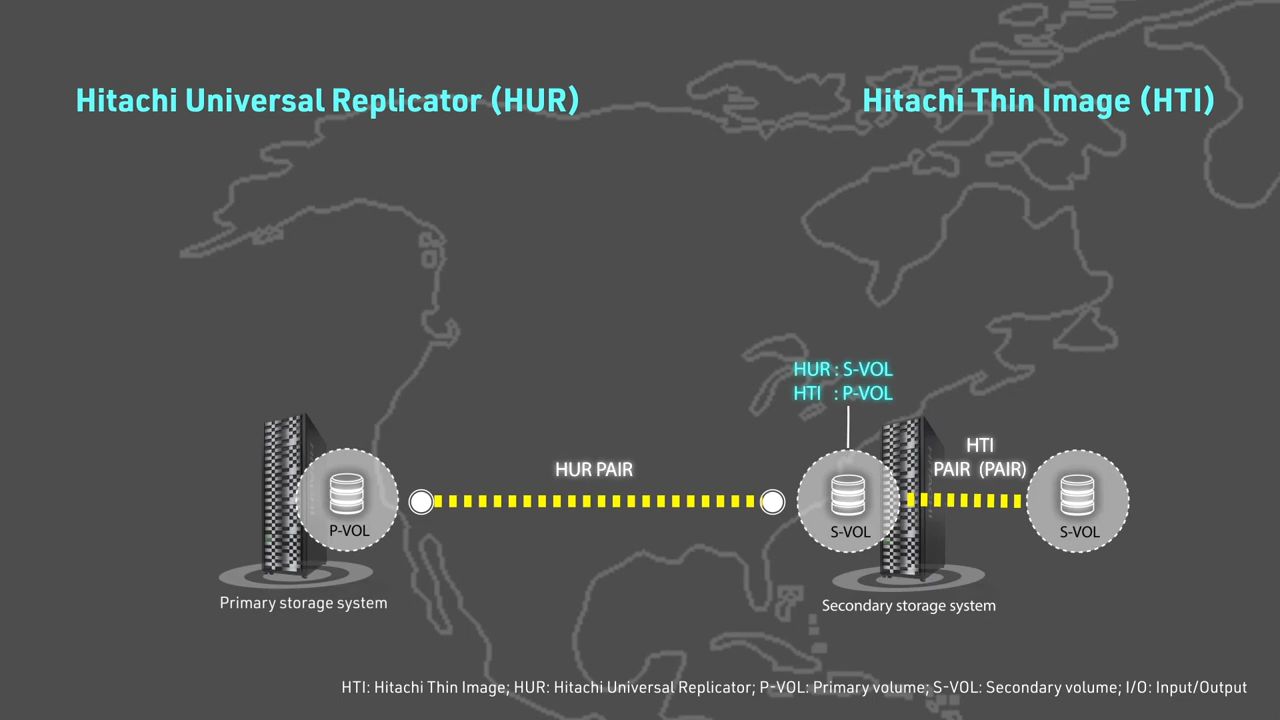 Hitachi Universal Replicator (HUR)
Hitachi Thin Image (HTI)
HUR : S-VOL
HTI : P-VOL
HUR PAIR
HTI
PAIR (PAIR)
P-VOL
S-VOL
S-VOL
Primary storage system
Secondary storage system
HTI: Hitachi Thin Image; HUR: Hitachi Universal Replicator; P-VOL: Primary volume; S-VOL: Secondary volume; I/O: Input/Output